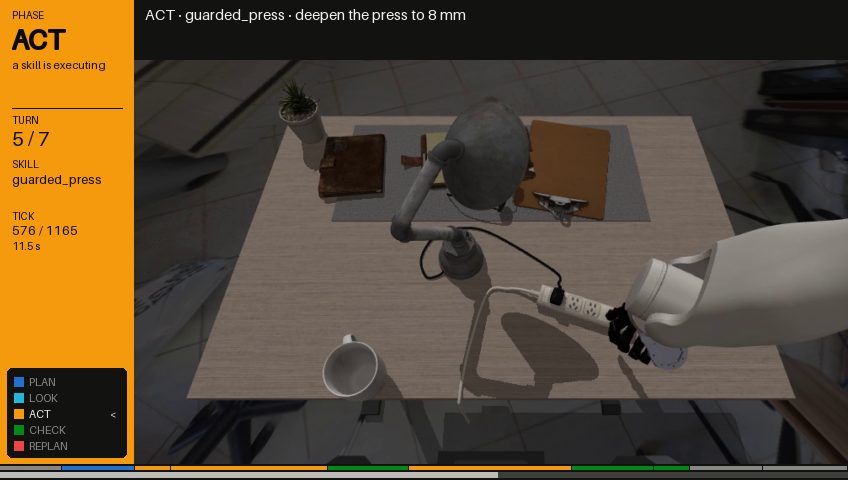 PHASE
ACT
a skill is executing
TURN
5 / 7
SKILL
guarded_press
TICK
576 / 1165
11.5 s
PLAN
LOOK
ACT <
CHECK
REPLAN
ACT · guarded_press · deepen the press to 8 mm